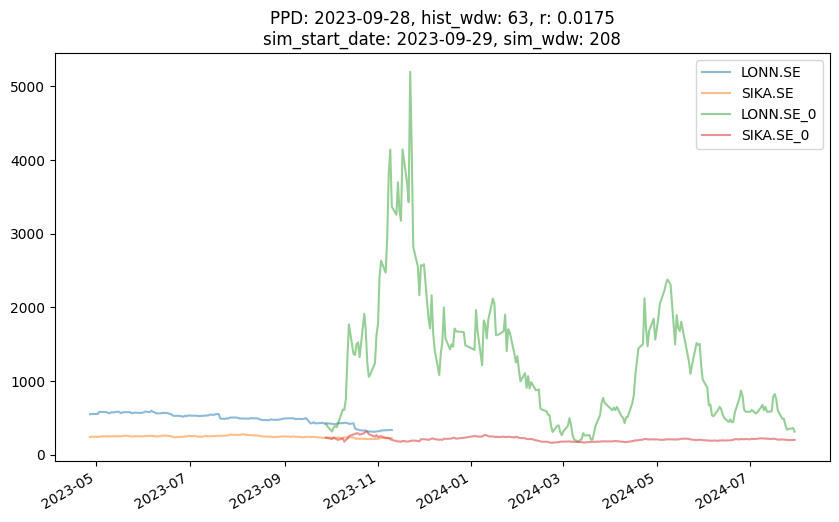 PPD: 2023-09-28, hist_wdw: 63, r: 0.0175
sim_start_date: 2023-09-29, sim_wdw: 208
LONN.SE
SIKA.SE
LONN.SE_0
SIKA.SE_0
5000
4000
3000
2000
1000
0
2023-05
2023-07
2023-09
2023-11
2024-01
2024-03
2024-05
2024-07